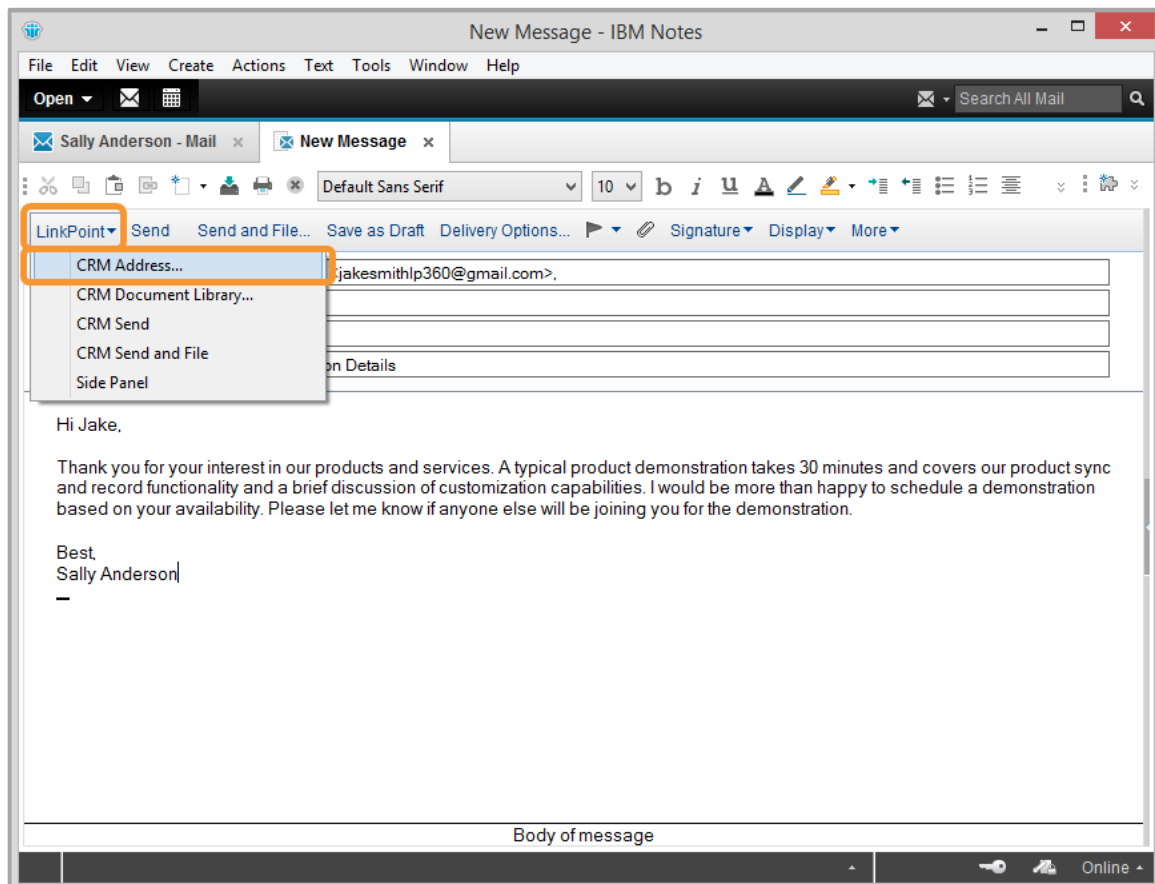 New Message - IBM Notes
File Edit View Create Actions Text Tools Window Help
Open Search All Mail
Sally Anderson - Mail New Message
Default Sans Serif 10 b i u A
LinkPoint Send Send and File... Save as Draft Delivery Options... Signature Display More
CRM Address... <jakesmithlp360@gmail.com>,
CRM Document Library...
CRM Send
CRM Send and File on Details
Side Panel
Hi Jake,
Thank you for your interest in our products and services. A typical product demonstration takes 30 minutes and covers our product sync
and record functionality and a brief discussion of customization capabilities. I would be more than happy to schedule a demonstration
based on your availability. Please let me know if anyone else will be joining you for the demonstration.
Best,
Sally Anderson
Body of message
Online